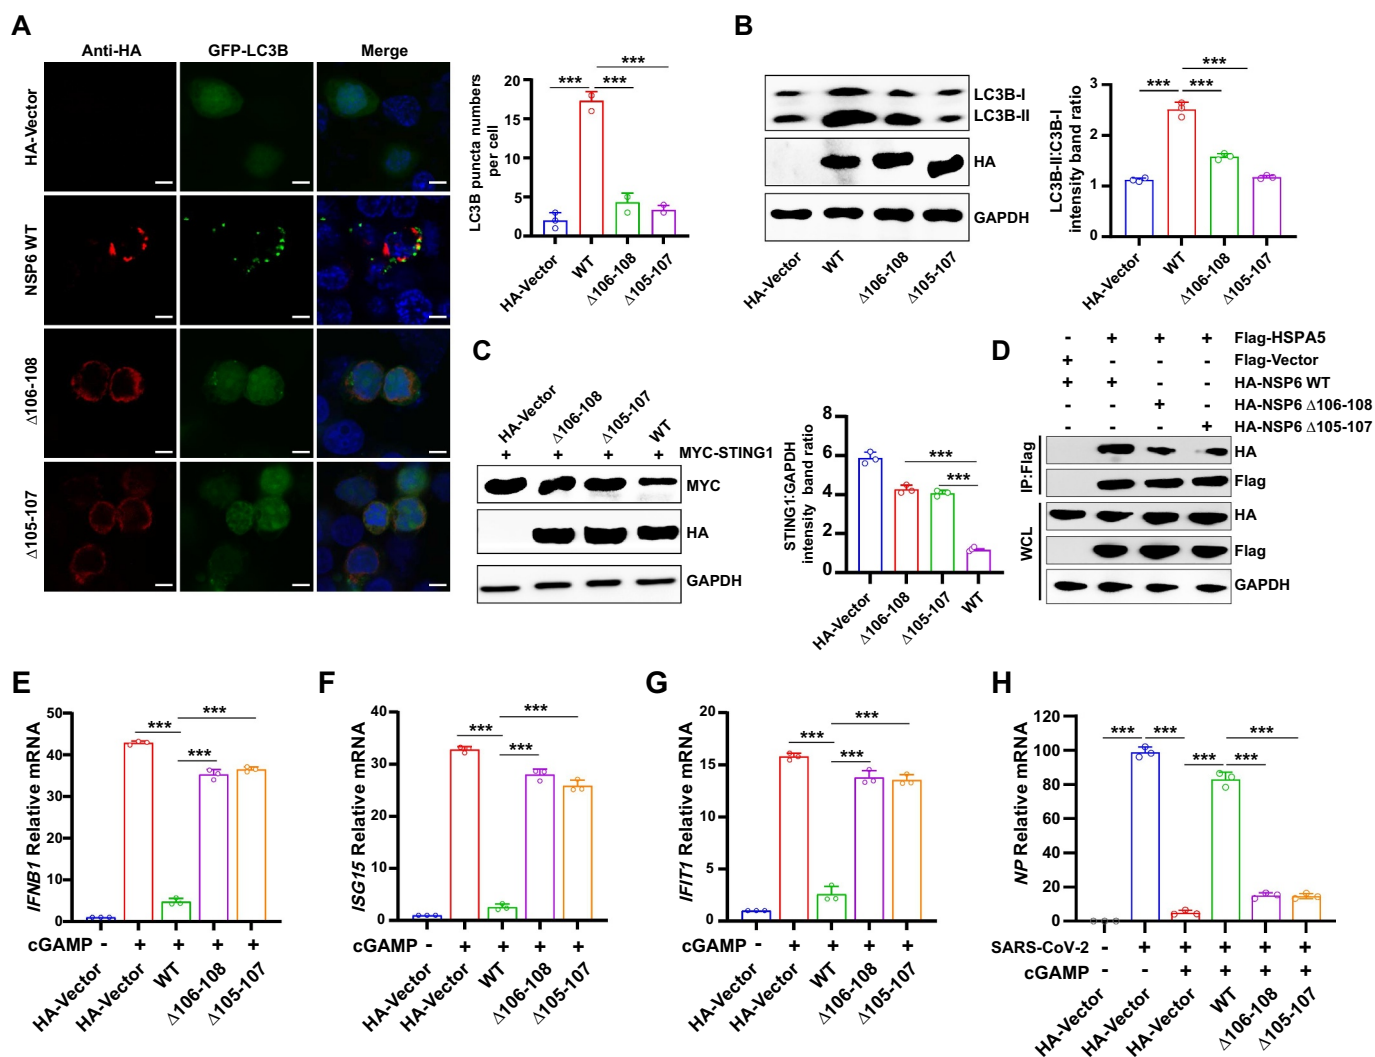 A
Anti-HA GFP-LC3B Merge
HA-Vector
NSP6 WT
Δ106-108
Δ105-107
LC3B puncta numbers
per cell
20
15
10
5
0
*** *** ***
HA-Vector WT Δ106-108 Δ105-107
B
LC3B-I
LC3B-II
HA
GAPDH
HA-Vector WT Δ106-108 Δ105-107
LC3B-II:C3B-I
intensity band ratio
3
2
1
0
*** *** ***
HA-Vector WT Δ106-108 Δ105-107
C
HA-Vector Δ106-108 Δ105-107 WT
+ + + + MYC-STING1
MYC
HA
GAPDH
STING1:GAPDH
intensity band ratio
8
6
4
2
0
*** ***
HA-Vector Δ106-108 Δ105-107 WT
D
- + + + Flag-HSPA5
+ - - - Flag-Vector
+ + - - HA-NSP6 WT
- - + - HA-NSP6 Δ106-108
- - - + HA-NSP6 Δ105-107
IP:Flag
HA
Flag
WCL
HA
Flag
GAPDH
E
IFNB1 Relative mRNA
50
40
30
20
10
0
*** *** ***
cGAMP - + + + +
HA-Vector HA-Vector WT Δ106-108 Δ105-107
F
ISG15 Relative mRNA
40
30
20
10
0
*** *** ***
cGAMP - + + + +
HA-Vector HA-Vector WT Δ106-108 Δ105-107
G
IFIT1 Relative mRNA
20
15
10
5
0
*** *** ***
cGAMP - + + + +
HA-Vector HA-Vector WT Δ106-108 Δ105-107
H
NP Relative mRNA
120
100
80
60
40
20
0
*** *** *** *** ***
SARS-CoV-2 - + + + + +
cGAMP - - + + + +
HA-Vector HA-Vector HA-Vector WT Δ106-108 Δ105-107